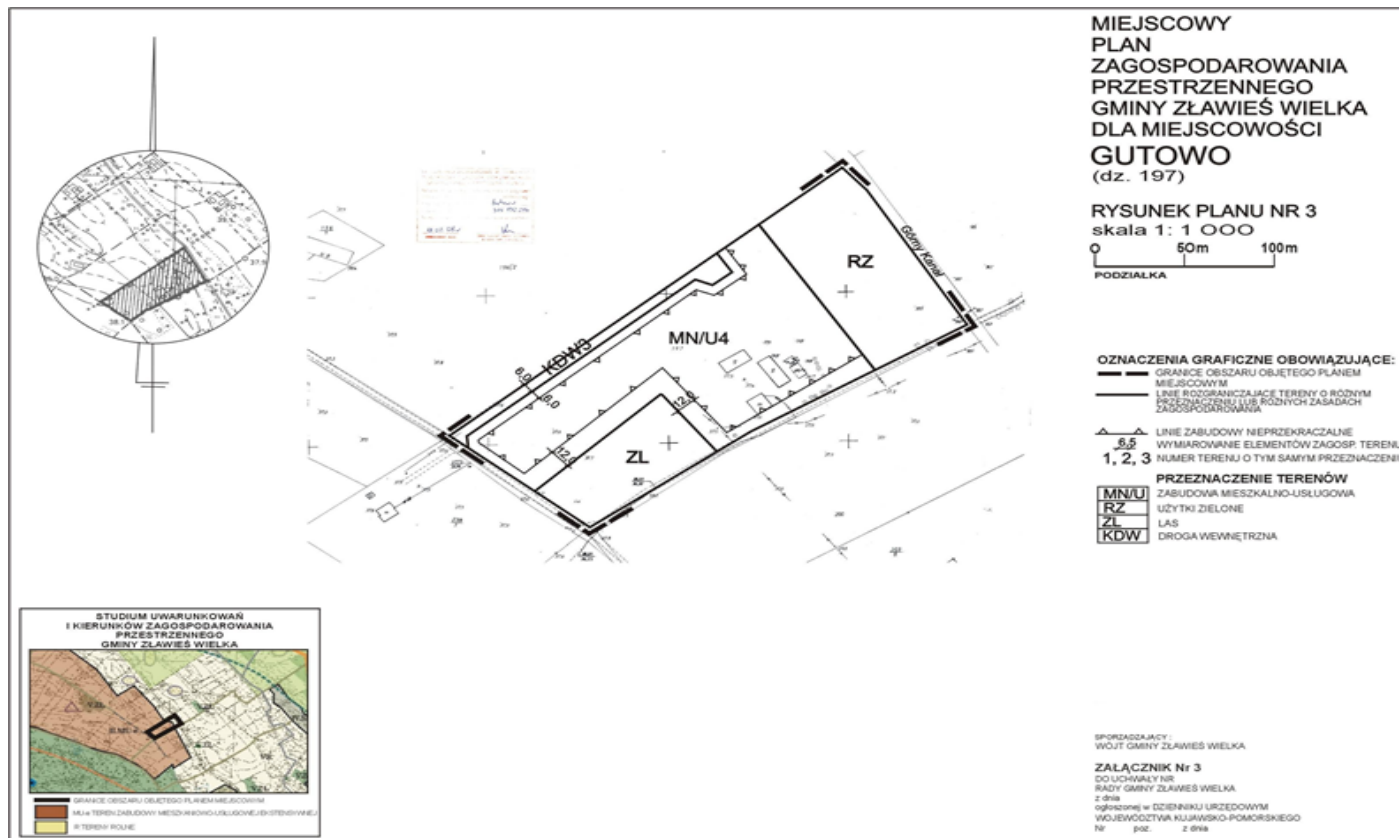 MIEJSCOWY
PLAN
ZAGOSPODAROWANIA
PRZESTRZENNEGO
GMINY ZŁAWIEŚ WIELKA
DLA MIEJSCOWOŚCI
GUTOWO
(dz. 197)
RYSUNEK PLANU NR 3
skala 1: 1 000
0 50m 100m
PODZIAŁKA
OZNACZENIA GRAFICZNE OBOWIĄZUJĄCE:
GRANICE OBSZARU OBJĘTEGO PLANEM
MIEJSCOWYM
LINIE ROZGRANICZAJĄCE TERENY O RÓŻNYM
PRZEZNACZENIU LUB RÓŻNYCH ZASADACH
ZAGOSPODAROWANIA
LINIE ZABUDOWY NIEPRZEKRACZALNE
6,5 WYMIAROWANIE ELEMENTÓW ZAGOSP. TERENU
1, 2, 3 NUMER TERENU O TYM SAMYM PRZEZNACZENIU
PRZEZNACZENIE TERENÓW
MN/U ZABUDOWA MIESZKALNO-USŁUGOWA
RZ UŻYTKI ZIELONE
ZL LAS
KDW DROGA WEWNĘTRZNA
RZ
Górny Kanał
MN/U4
KDW3
6,0
6,0
12,0
12,0
ZL
STUDIUM UWARUNKOWAŃ
I KIERUNKÓW ZAGOSPODAROWANIA
PRZESTRZENNEGO
GMINY ZŁAWIEŚ WIELKA
GRANICE OBSZARU OBJĘTEGO PLANEM MIEJSCOWYM
MU-e TEREN ZABUDOWY MIESZKANIOWO-USŁUGOWEJ EKSTENSYWNEJ
R TERENY ROLNE
SPORZĄDZAJĄCY :
WÓJT GMINY ZŁAWIEŚ WIELKA
ZAŁĄCZNIK Nr 3
DO UCHWAŁY NR
RADY GMINY ZŁAWIEŚ WIELKA
z dnia
ogłoszonej w DZIENNIKU URZĘDOWYM
WOJEWÓDZTWA KUJAWSKO-POMORSKIEGO
Nr poz. z dnia